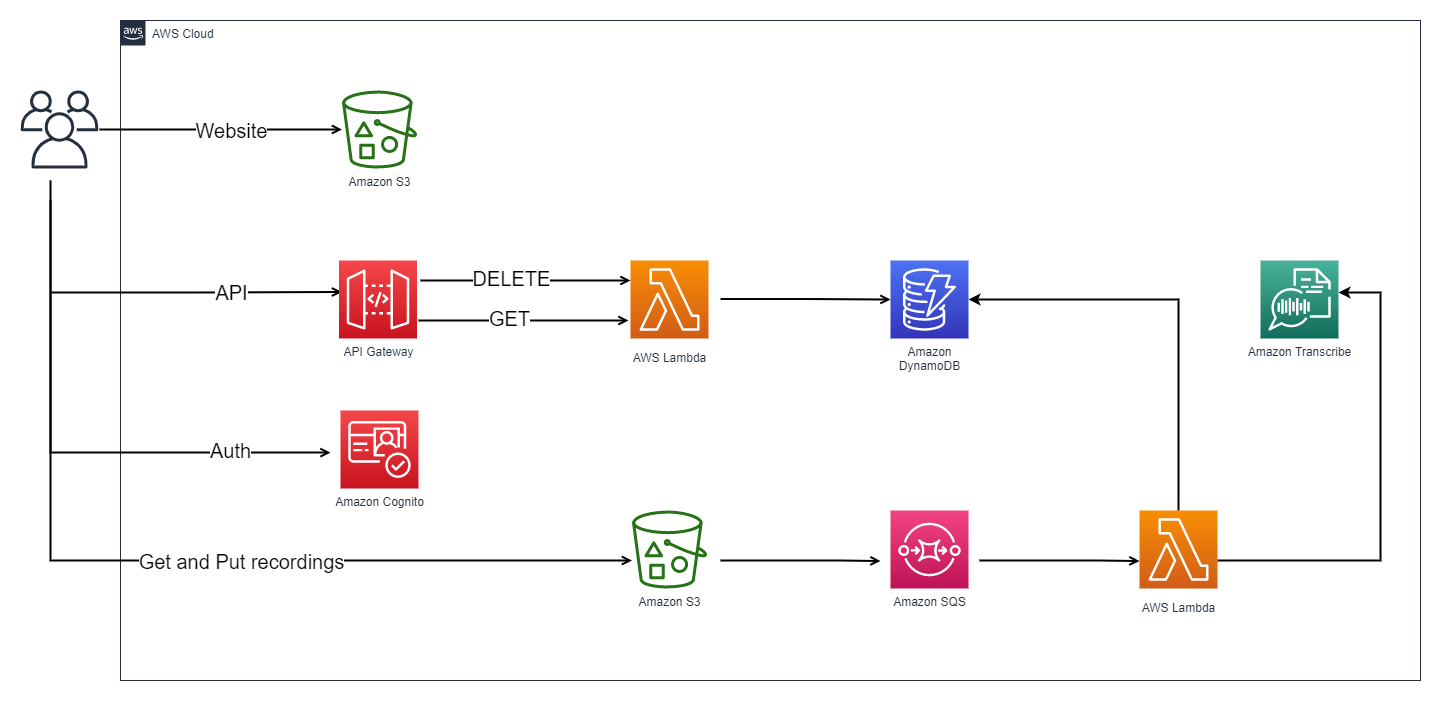 aws
AWS Cloud
Website
Amazon S3
API
DELETE
GET
</>
API Gateway
AWS Lambda
Amazon
DynamoDB
Amazon Transcribe
Auth
Amazon Cognito
Get and Put recordings
Amazon S3
Amazon SQS
AWS Lambda